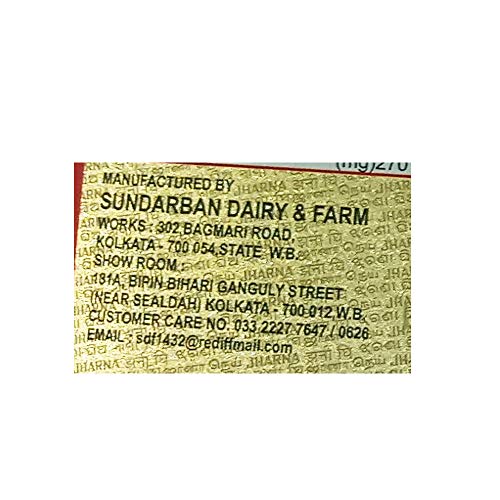 (mg)270
MANUFACTURED BY
SUNDARBAN DAIRY & FARM
WORKS : 302,BAGMARI ROAD,
KOLKATA - 700 054,STATE W.B.
SHOW ROOM :
181A, BIPIN BIHARI GANGULY STREET
(NEAR SEALDAH) KOLKATA - 700 012 W.B.
CUSTOMER CARE NO. 033 2227 7647 / 0626
EMAIL : sdf1432@rediffmail.com
JHARNA